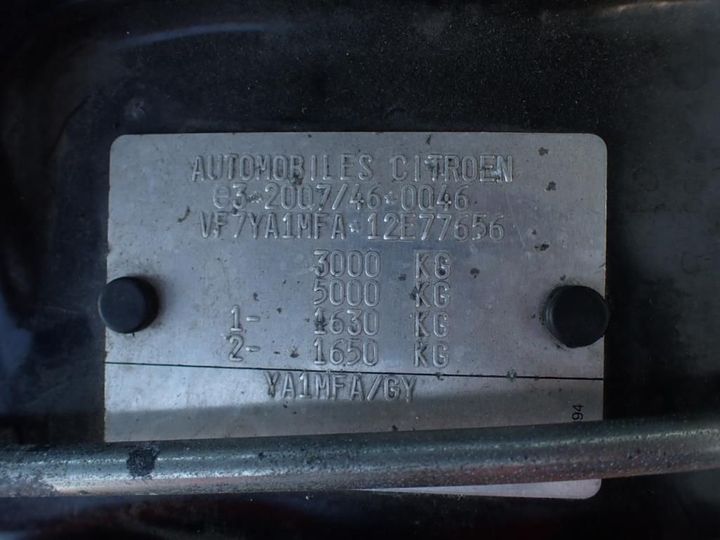 AUTOMOBILES CITROEN
e3*2007/46*0046
VF7YA1MFA*12E77656
3000 KG
5000 KG
1- 1630 KG
2- 1650 KG
YA1MFA/GY
94